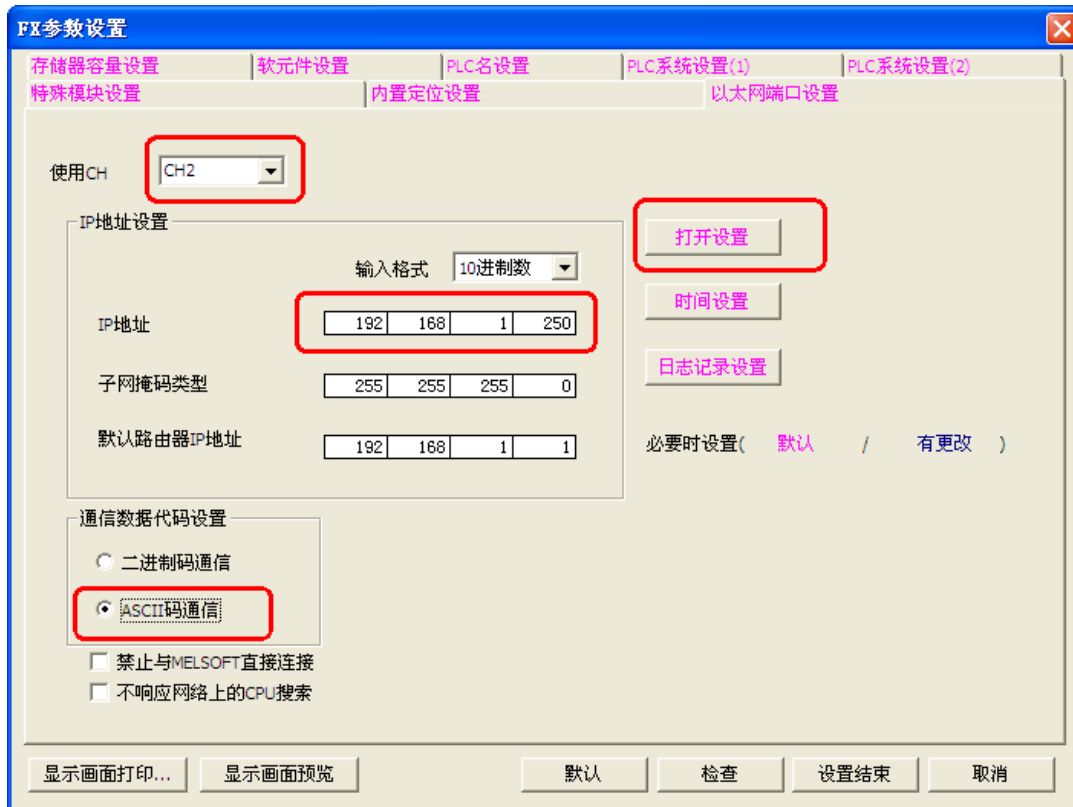 FX参数设置
存储器容量设置 软元件设置 PLC名设置 PLC系统设置(1) PLC系统设置(2)
特殊模块设置 内置定位设置 以太网端口设置
使用CH CH2
IP地址设置
打开设置
输入格式 10进制数
时间设置
IP地址 192 168 1 250
日志记录设置
子网掩码类型 255 255 255 0
默认路由器IP地址 192 168 1 1
必要时设置( 默认 / 有更改 )
通信数据代码设置
二进制码通信
ASCII码通信
禁止与MELSOFT直接连接
不响应网络上的CPU搜索
显示画面打印... 显示画面预览 默认 检查 设置结束 取消